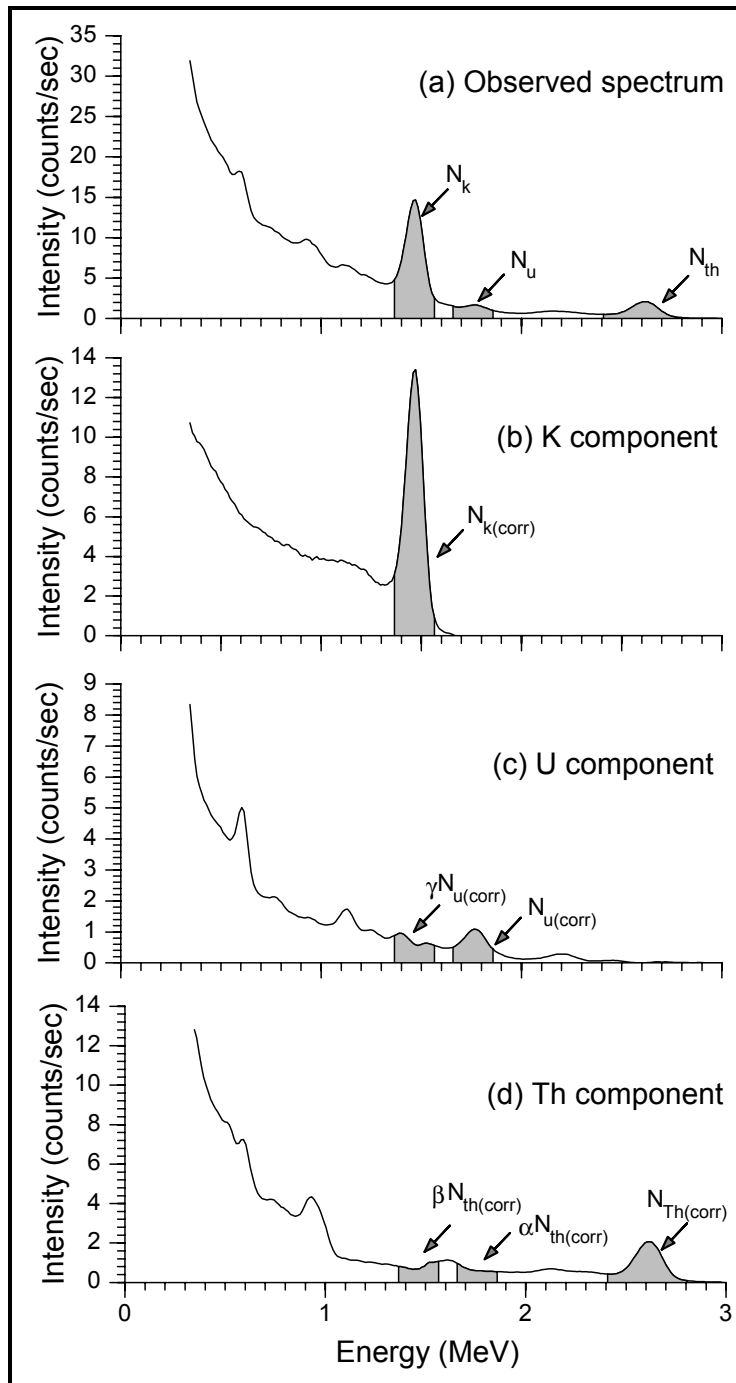 (a) Observed spectrum
Intensity (counts/sec)
35
30
25
20
15
10
5
0
N_k
N_u
N_th
(b) K component
Intensity (counts/sec)
14
12
10
8
6
4
2
0
N_k(corr)
(c) U component
Intensity (counts/sec)
9
8
7
6
5
4
3
2
1
0
γN_u(corr)
N_u(corr)
(d) Th component
Intensity (counts/sec)
14
12
10
8
6
4
2
0
βN_th(corr)
αN_th(corr)
N_Th(corr)
0 1 2 3
Energy (MeV)